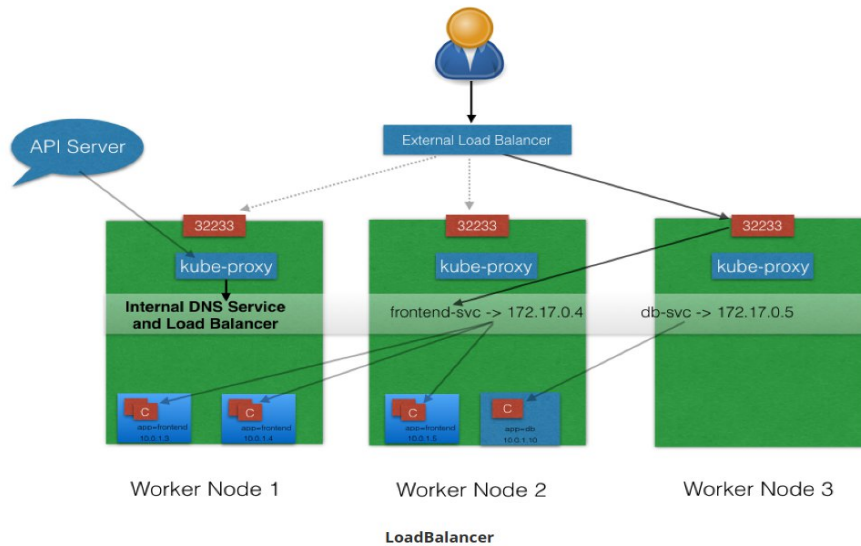 External Load Balancer
API Server
32233
32233
32233
kube-proxy
kube-proxy
kube-proxy
Internal DNS Service
and Load Balancer
frontend-svc -> 172.17.0.4
db-svc -> 172.17.0.5
C
app=frontend
10.0.1.3
C
app=frontend
10.0.1.4
C
app=frontend
10.0.1.5
C
app=db
10.0.1.10
Worker Node 1
Worker Node 2
Worker Node 3
LoadBalancer